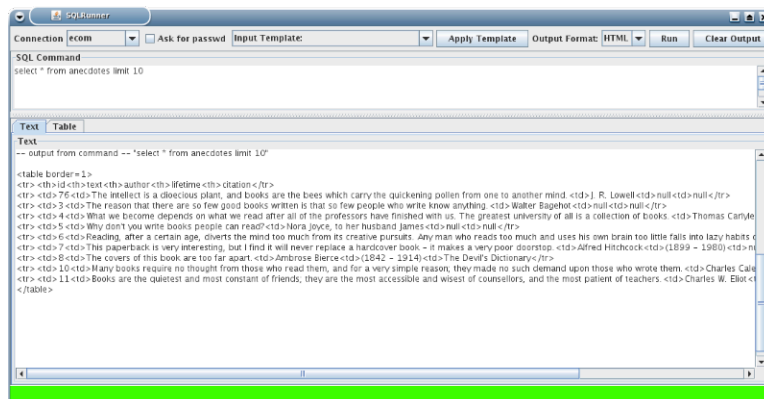 SQLRunner
Connection ecom Ask for passwd Input Template: Apply Template Output Format: HTML Run Clear Output
SQL Command
select * from anecdotes limit 10
Text Table
Text
-- output from command -- "select * from anecdotes limit 10"
<table border=1>
<tr> <th>id<th>text<th>author<th>lifetime<th>citation</tr>
<tr> <td>76<td>The intellect is a dioecious plant, and books are the bees which carry the quickening pollen from one to another mind. <td>J. R. Lowell<td>null<td>null</tr>
<tr> <td>3<td>The reason that there are so few good books written is that so few people who write know anything. <td>Walter Bagehot<td>null<td>null</tr>
<tr> <td>4<td>What we become depends on what we read after all of the professors have finished with us. The greatest university of all is a collection of books. <td>Thomas Carlyle
<tr> <td>5<td>Why don't you write books people can read?<td>Nora Joyce, to her husband James<td>null<td>null</tr>
<tr> <td>6<td>Reading, after a certain age, diverts the mind too much from its creative pursuits. Any man who reads too much and uses his own brain too little falls into lazy habits
<tr> <td>7<td>This paperback is very interesting, but I find it will never replace a hardcover book - it makes a very poor doorstop. <td>Alfred Hitchcock<td>(1899 - 1980)<td>n
<tr> <td>8<td>The covers of this book are too far apart. <td>Ambrose Bierce<td>(1842 - 1914)<td>The Devil's Dictionary</tr>
<tr> <td>10<td>Many books require no thought from those who read them, and for a very simple reason; they made no such demand upon those who wrote them. <td>Charles Cale
<tr> <td>11<td>Books are the quietest and most constant of friends; they are the most accessible and wisest of counsellors, and the most patient of teachers. <td>Charles W. Eliot<
</table>